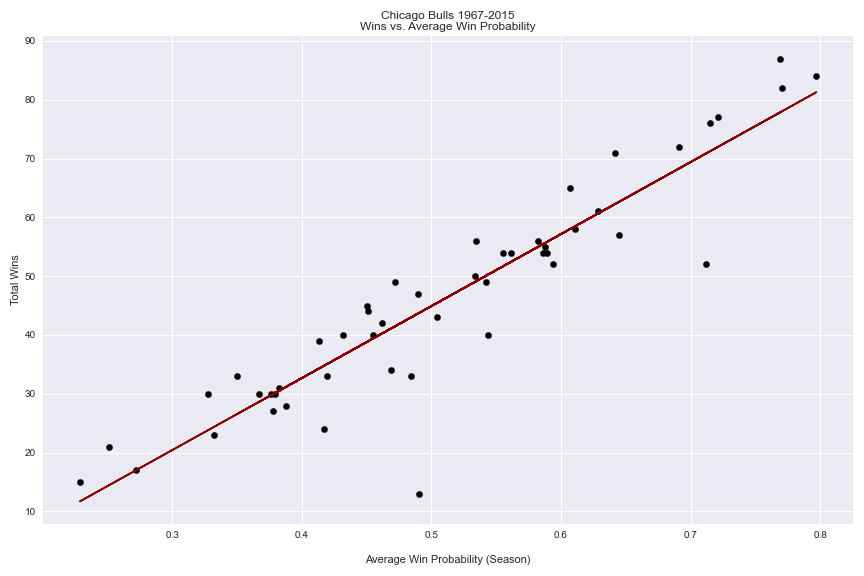 Chicago Bulls 1967-2015
Wins vs. Average Win Probability
90
80
70
60
50
40
30
20
10
Total Wins
0.3 0.4 0.5 0.6 0.7 0.8
Average Win Probability (Season)